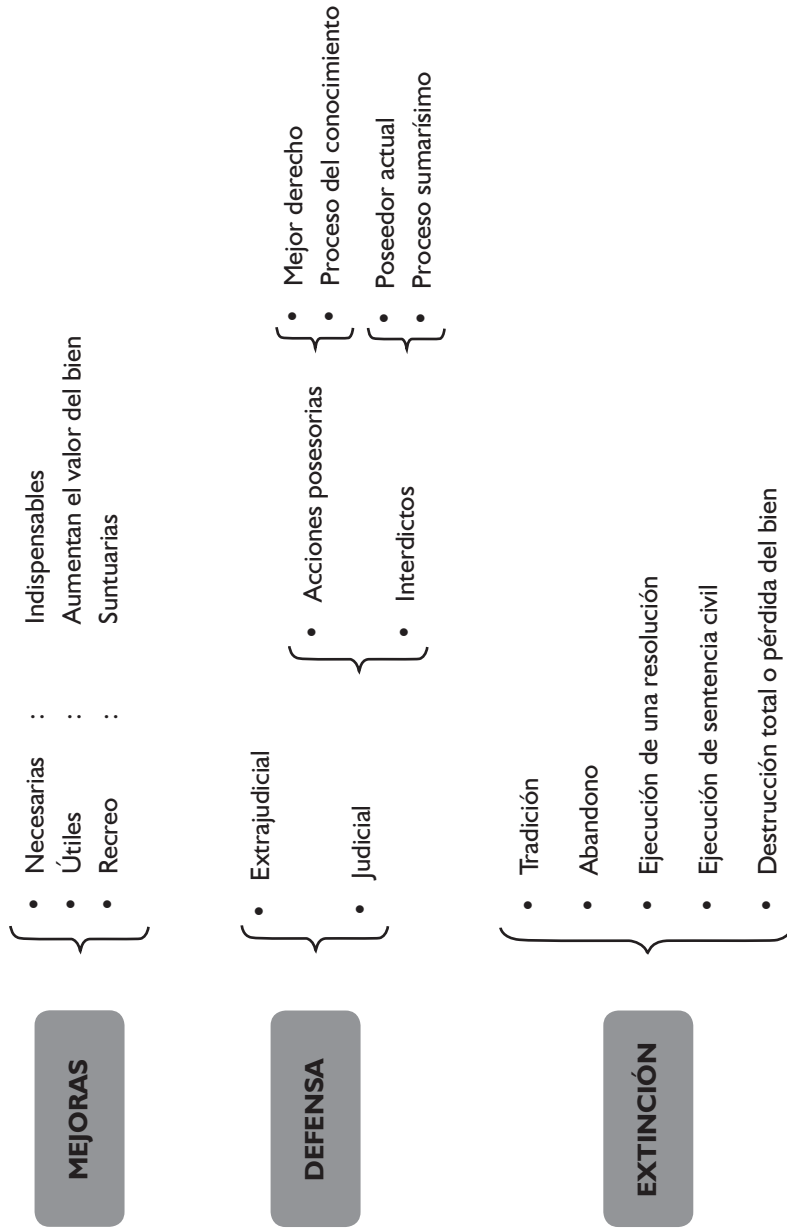 MEJORAS
• Necesarias : Indispensables
• Útiles : Aumentan el valor del bien
• Recreo : Suntuarias
DEFENSA
• Extrajudicial
• Judicial
• Acciones posesorias
• Mejor derecho
• Proceso del conocimiento
• Interdictos
• Poseedor actual
• Proceso sumarísimo
EXTINCIÓN
• Tradición
• Abandono
• Ejecución de una resolución
• Ejecución de sentencia civil
• Destrucción total o pérdida del bien